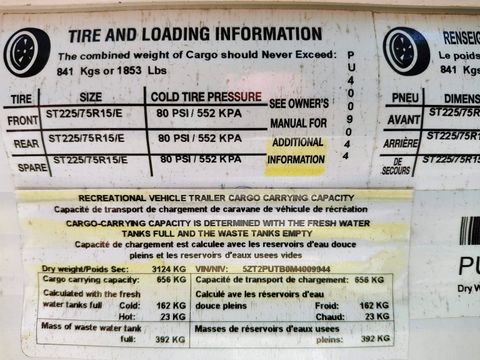 TIRE AND LOADING INFORMATION
The combined weight of Cargo should Never Exceed:
841 Kgs or 1853 Lbs
TIRE SIZE COLD TIRE PRESSURE
FRONT ST225/75R15/E 80 PSI / 552 KPA
REAR ST225/75R15/E 80 PSI / 552 KPA
SPARE ST225/75R15/E 80 PSI / 552 KPA
SEE OWNER'S
MANUAL FOR
ADDITIONAL
INFORMATION
PU4009944
RENSEIG
Le poids
841 Kgs
PNEU DIMENS
AVANT ST225/75R
ARRIÈRE ST225/75R
DE SECOURS ST225/75R
RECREATIONAL VEHICLE TRAILER CARGO CARRYING CAPACITY
Capacité de transport de chargement de caravane de véhicule de récréation
CARGO-CARRYING CAPACITY IS DETERMINED WITH THE FRESH WATER
TANKS FULL AND THE WASTE TANKS EMPTY
Capacité est calculee avec les reservoirs d'eau douce
pleins et les reservoirs d'eaux usees vides
Dry weight/Poids Sec: 3124 KG VIN/NIV: 5ZT2PUTB0M4009944
Cargo carrying capacity: 656 KG Capacité de transport de chargement: 656 KG
Calculated with the fresh Calculé ave les réservoirs d'eau
water tanks full Cold: 162 KG douce pleins Froid: 162 KG
Hot: 23 KG Chaud: 23 KG
Mass of waste water tank Masses de réservoirs d'eaux usees
full: 392 KG pleins: 392 KG
PU
Dry W